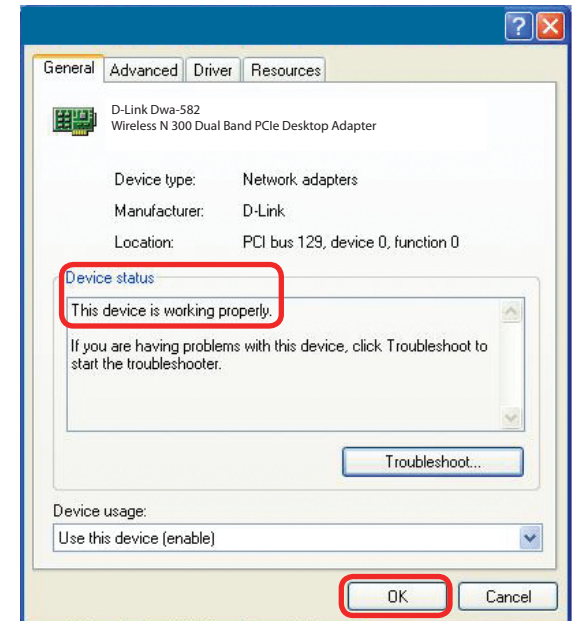 General Advanced Driver Resources
D-Link Dwa-582
Wireless N 300 Dual Band PCIe Desktop Adapter
Device type: Network adapters
Manufacturer: D-Link
Location: PCI bus 129, device 0, function 0
Device status
This device is working properly.
If you are having problems with this device, click Troubleshoot to
start the troubleshooter.
Troubleshoot...
Device usage:
Use this device (enable)
OK Cancel